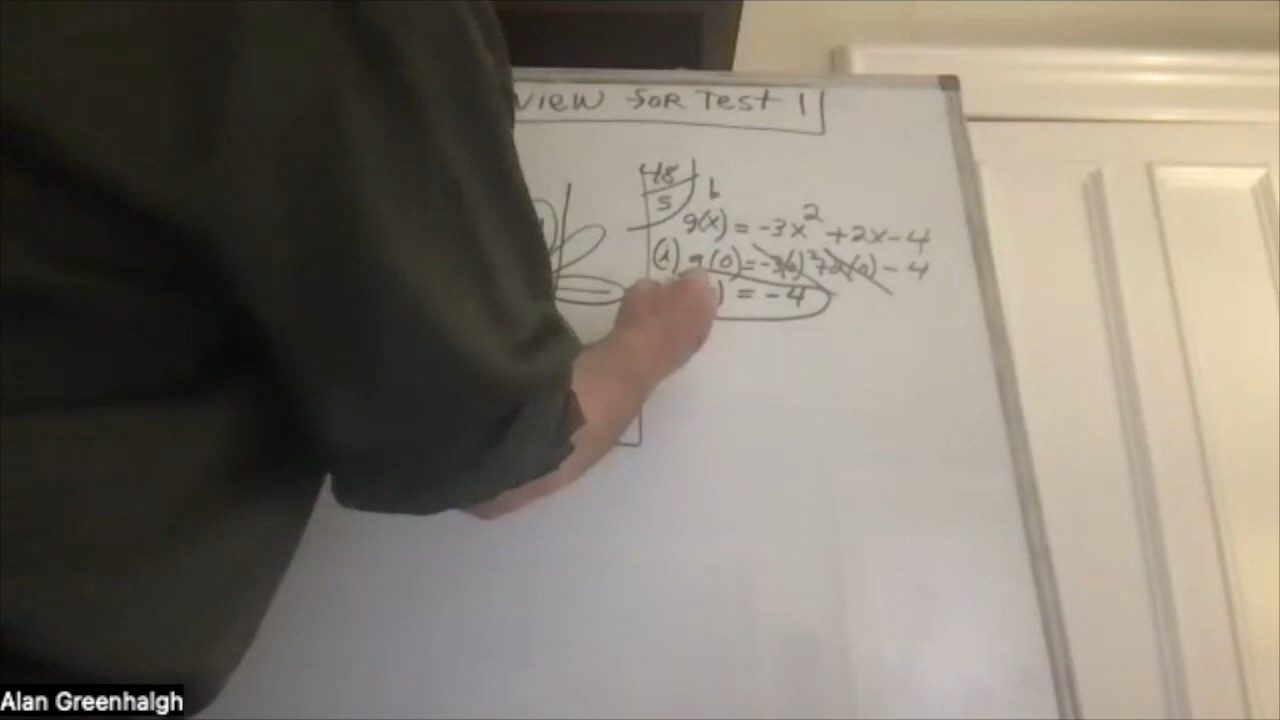 VIEW FOR TEST 1
48
5
b
g(x) = -3x² + 2x - 4
(i) g(0) = -3(0)² + 2(0) - 4
) = -4
Alan Greenhalgh